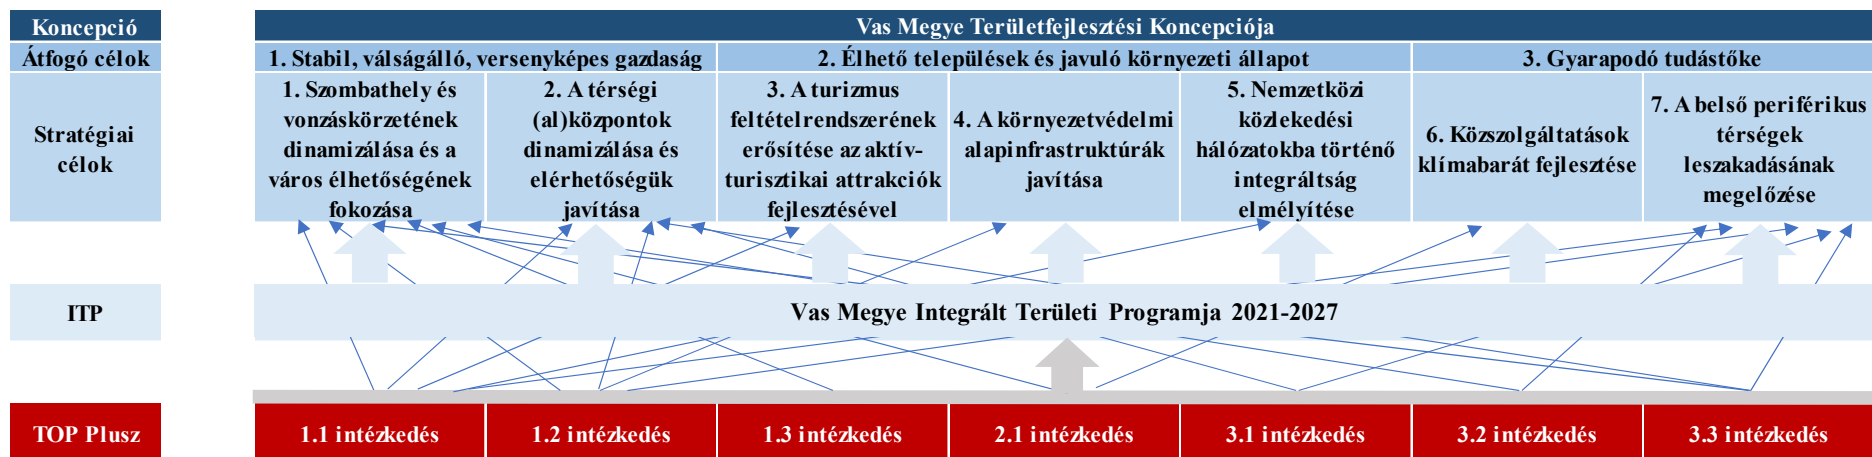 Koncepció
Vas Megye Területfejlesztési Koncepciója
Átfogó célok
1. Stabil, válságálló, versenyképes gazdaság
2. Élhető települések és javuló környezeti állapot
3. Gyarapodó tudástőke
Stratégiai
célok
1. Szombathely és
vonzáskörzetének
dinamizálása és a
város élhetőségének
fokozása
2. A térségi
(al)központok
dinamizálása és
elérhetőségük
javítása
3. A turizmus
feltételrendszerének
erősítése az aktív-
turisztikai attrakciók
fejlesztésével
4. A környezetvédelmi
alapinfrastruktúrák
javítása
5. Nemzetközi
közlekedési
hálózatokba történő
integráltság
elmélyítése
6. Közszolgáltatások
klímabarát fejlesztése
7. A belső periférikus
térségek
leszakadásának
megelőzése
ITP
Vas Megye Integrált Területi Programja 2021-2027
TOP Plusz
1.1 intézkedés
1.2 intézkedés
1.3 intézkedés
2.1 intézkedés
3.1 intézkedés
3.2 intézkedés
3.3 intézkedés